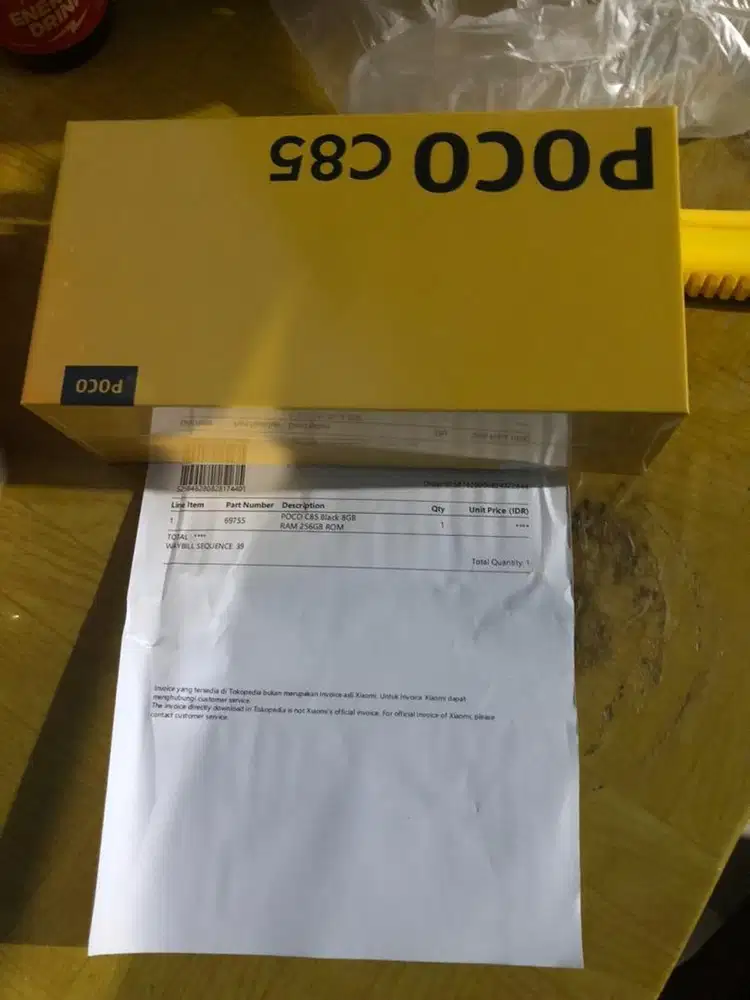 ENERGY
DRINK
POCO C85
POCO
Line Item Part Number Description Qty Unit Price (IDR)
1 69755 POCO C85 Black 8GB
RAM 256GB ROM 1 ****
TOTAL: ****
WAYBILL SEQUENCE: 39
Total Quantity: 1
Invoice yang tersedia di Tokopedia bukan merupakan invoice asli Xiaomi. Untuk Invoice Xiaomi dapat
menghubungi customer service.
The invoice directly download in Tokopedia is not Xiaomi's official invoice. For official invoice of Xiaomi, please
contact customer service.